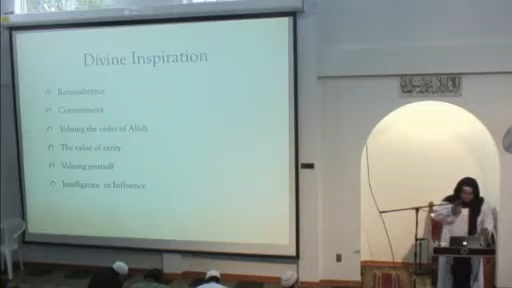 Divine Inspiration
Remembrance
Contentment
Valuing the order of Allah
The value of rarity
Valuing yourself
Intelligence in Influence